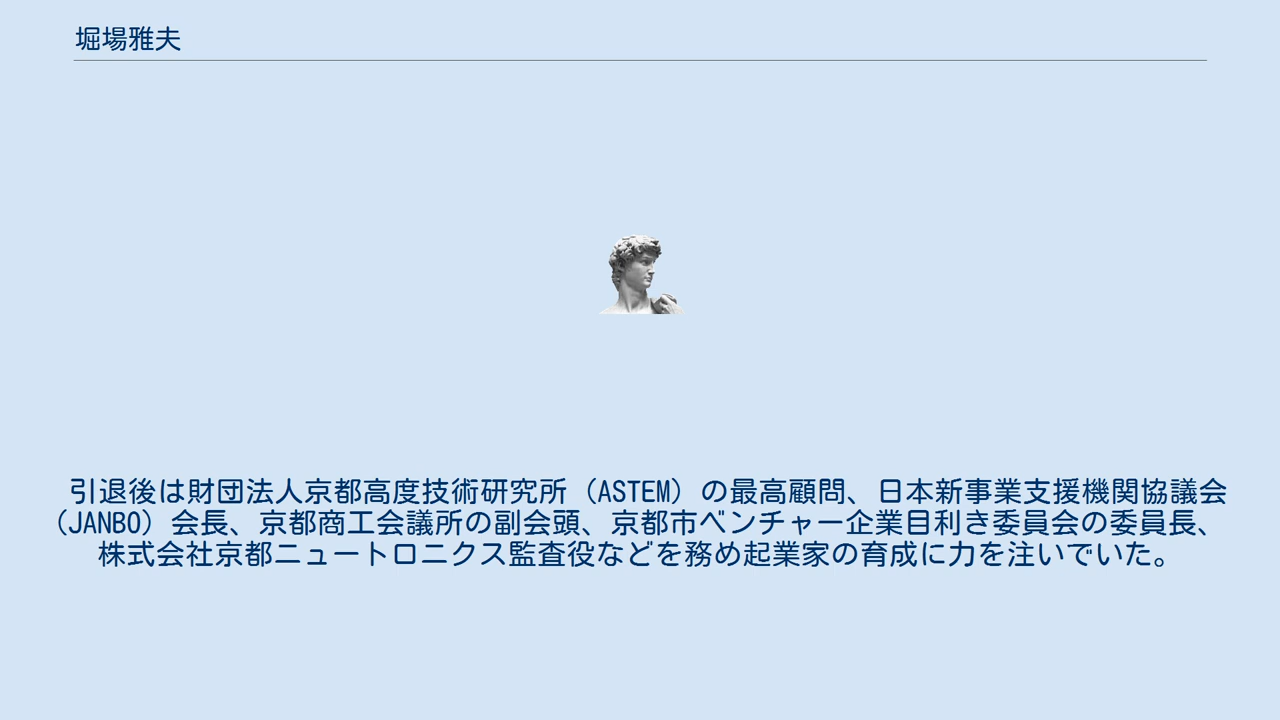 堀場雅夫
引退後は財団法人京都高度技術研究所（ASTEM）の最高顧問、日本新事業支援機関協議会
（JANBO）会長、京都商工会議所の副会頭、京都市ベンチャー企業目利き委員会の委員長、
株式会社京都ニュートロニクス監査役などを務め起業家の育成に力を注いでいた。